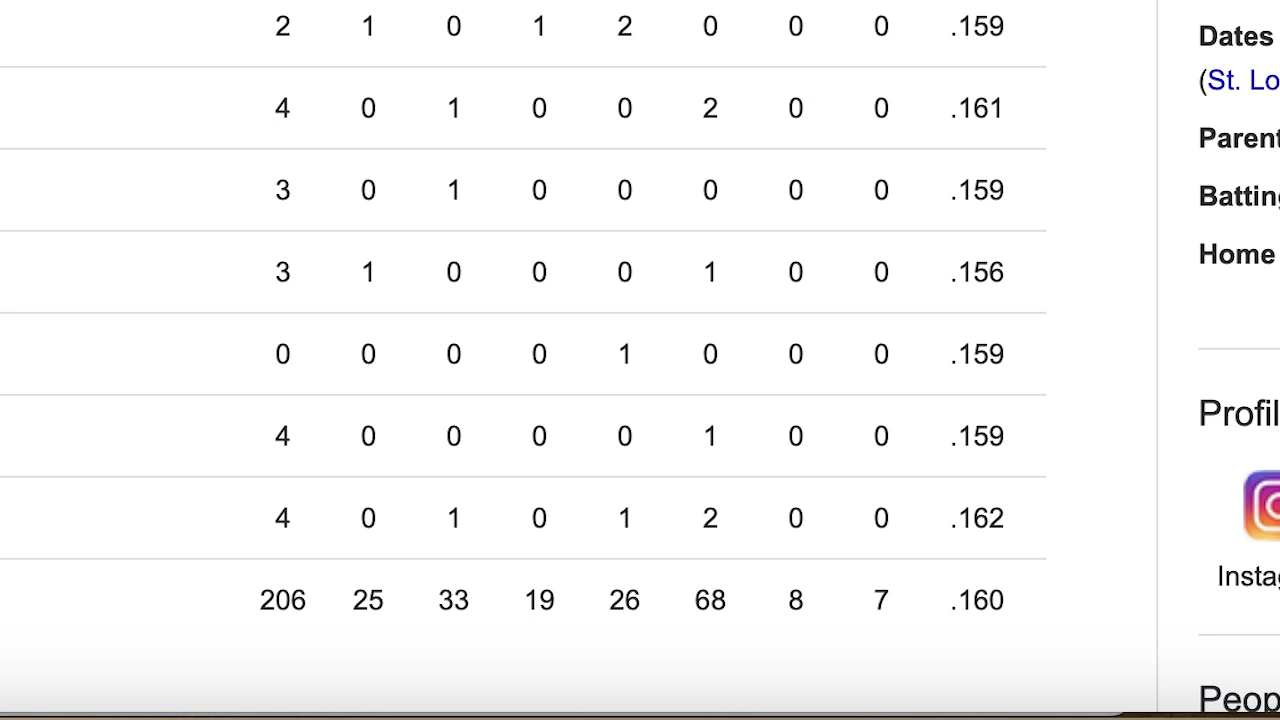 2 1 0 1 2 0 0 0 .159
4 0 1 0 0 2 0 0 .161
3 0 1 0 0 0 0 0 .159
3 1 0 0 0 1 0 0 .156
0 0 0 0 1 0 0 0 .159
4 0 0 0 0 1 0 0 .159
4 0 1 0 1 2 0 0 .162
206 25 33 19 26 68 8 7 .160
Dates
(St. Lo
Parent
Batting
Home
Profil
Insta
Peop